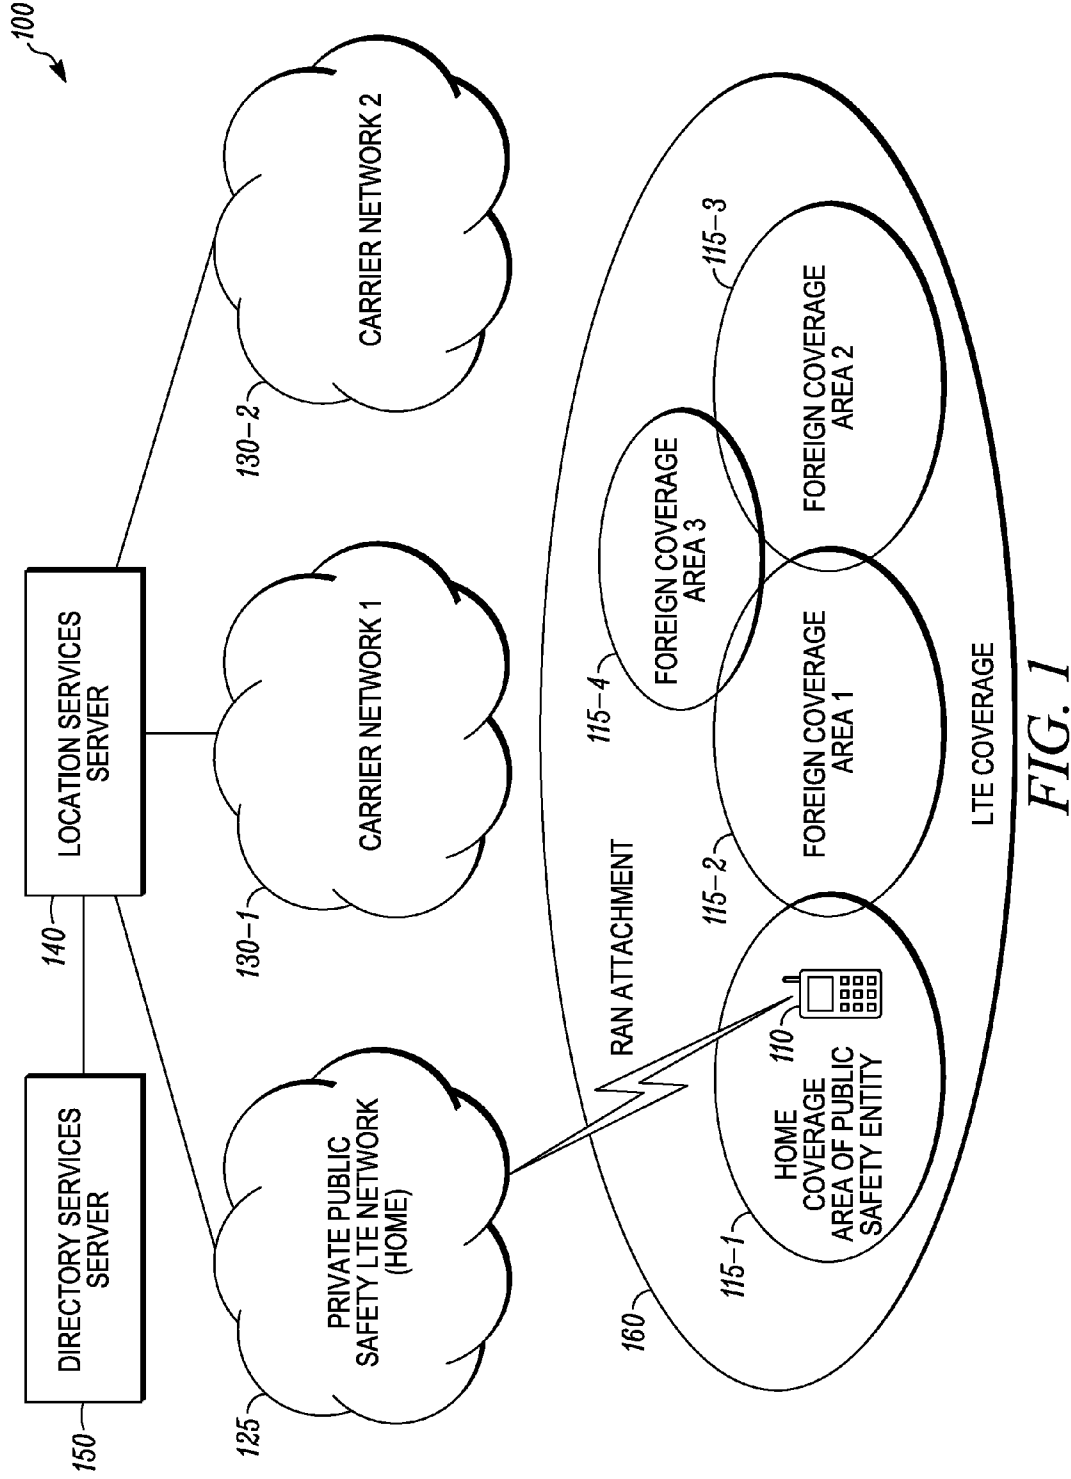 100
DIRECTORY SERVICES
SERVER
150
LOCATION SERVICES
SERVER
140
PRIVATE PUBLIC
SAFETY LTE NETWORK
(HOME)
125
CARRIER NETWORK 1
130-1
CARRIER NETWORK 2
130-2
160
RAN ATTACHMENT
115-4
FOREIGN COVERAGE
AREA 3
115-1
HOME
COVERAGE
AREA OF PUBLIC
SAFETY ENTITY
110
115-2
FOREIGN COVERAGE
AREA 1
115-3
FOREIGN COVERAGE
AREA 2
LTE COVERAGE
FIG. 1